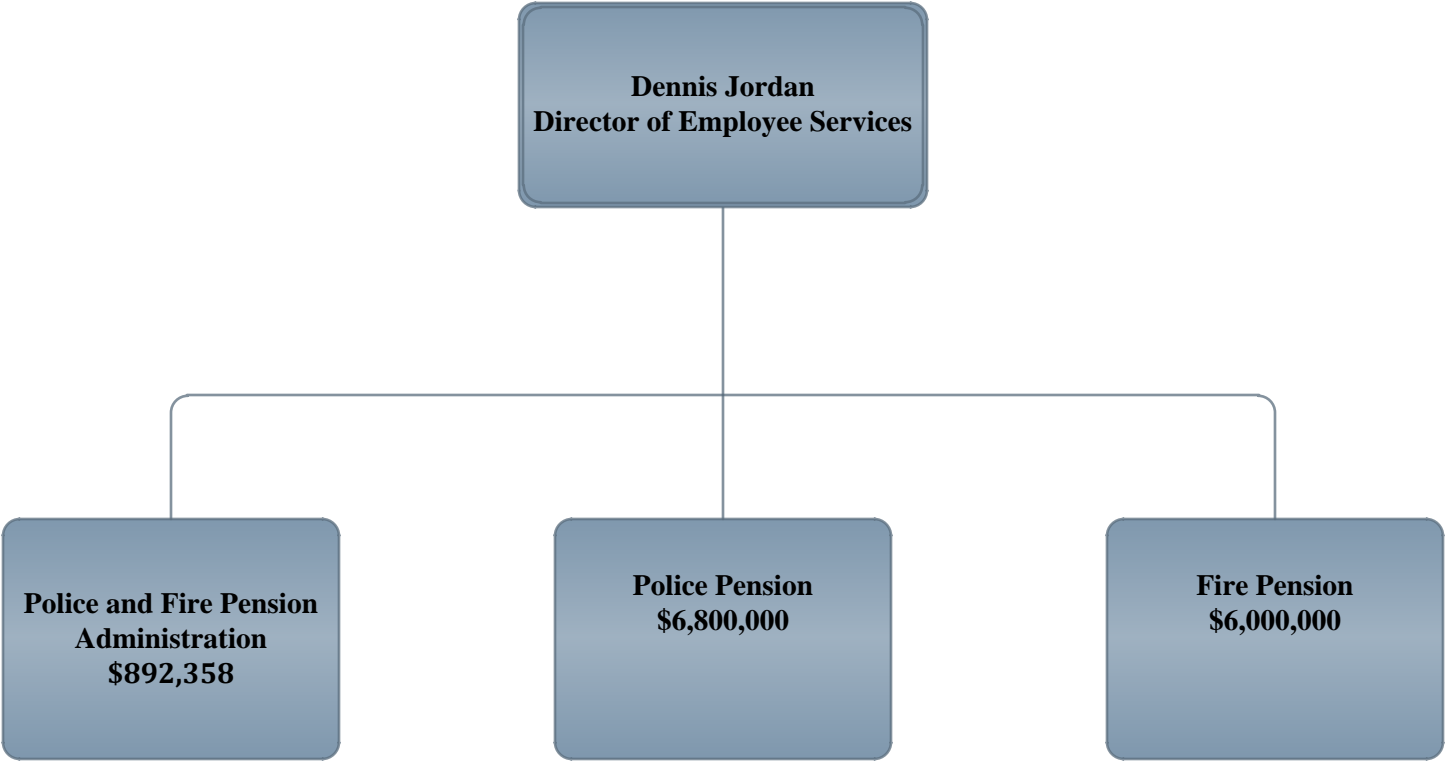 Dennis Jordan
Director of Employee Services
Police and Fire Pension
Administration
$892,358
Police Pension
$6,800,000
Fire Pension
$6,000,000